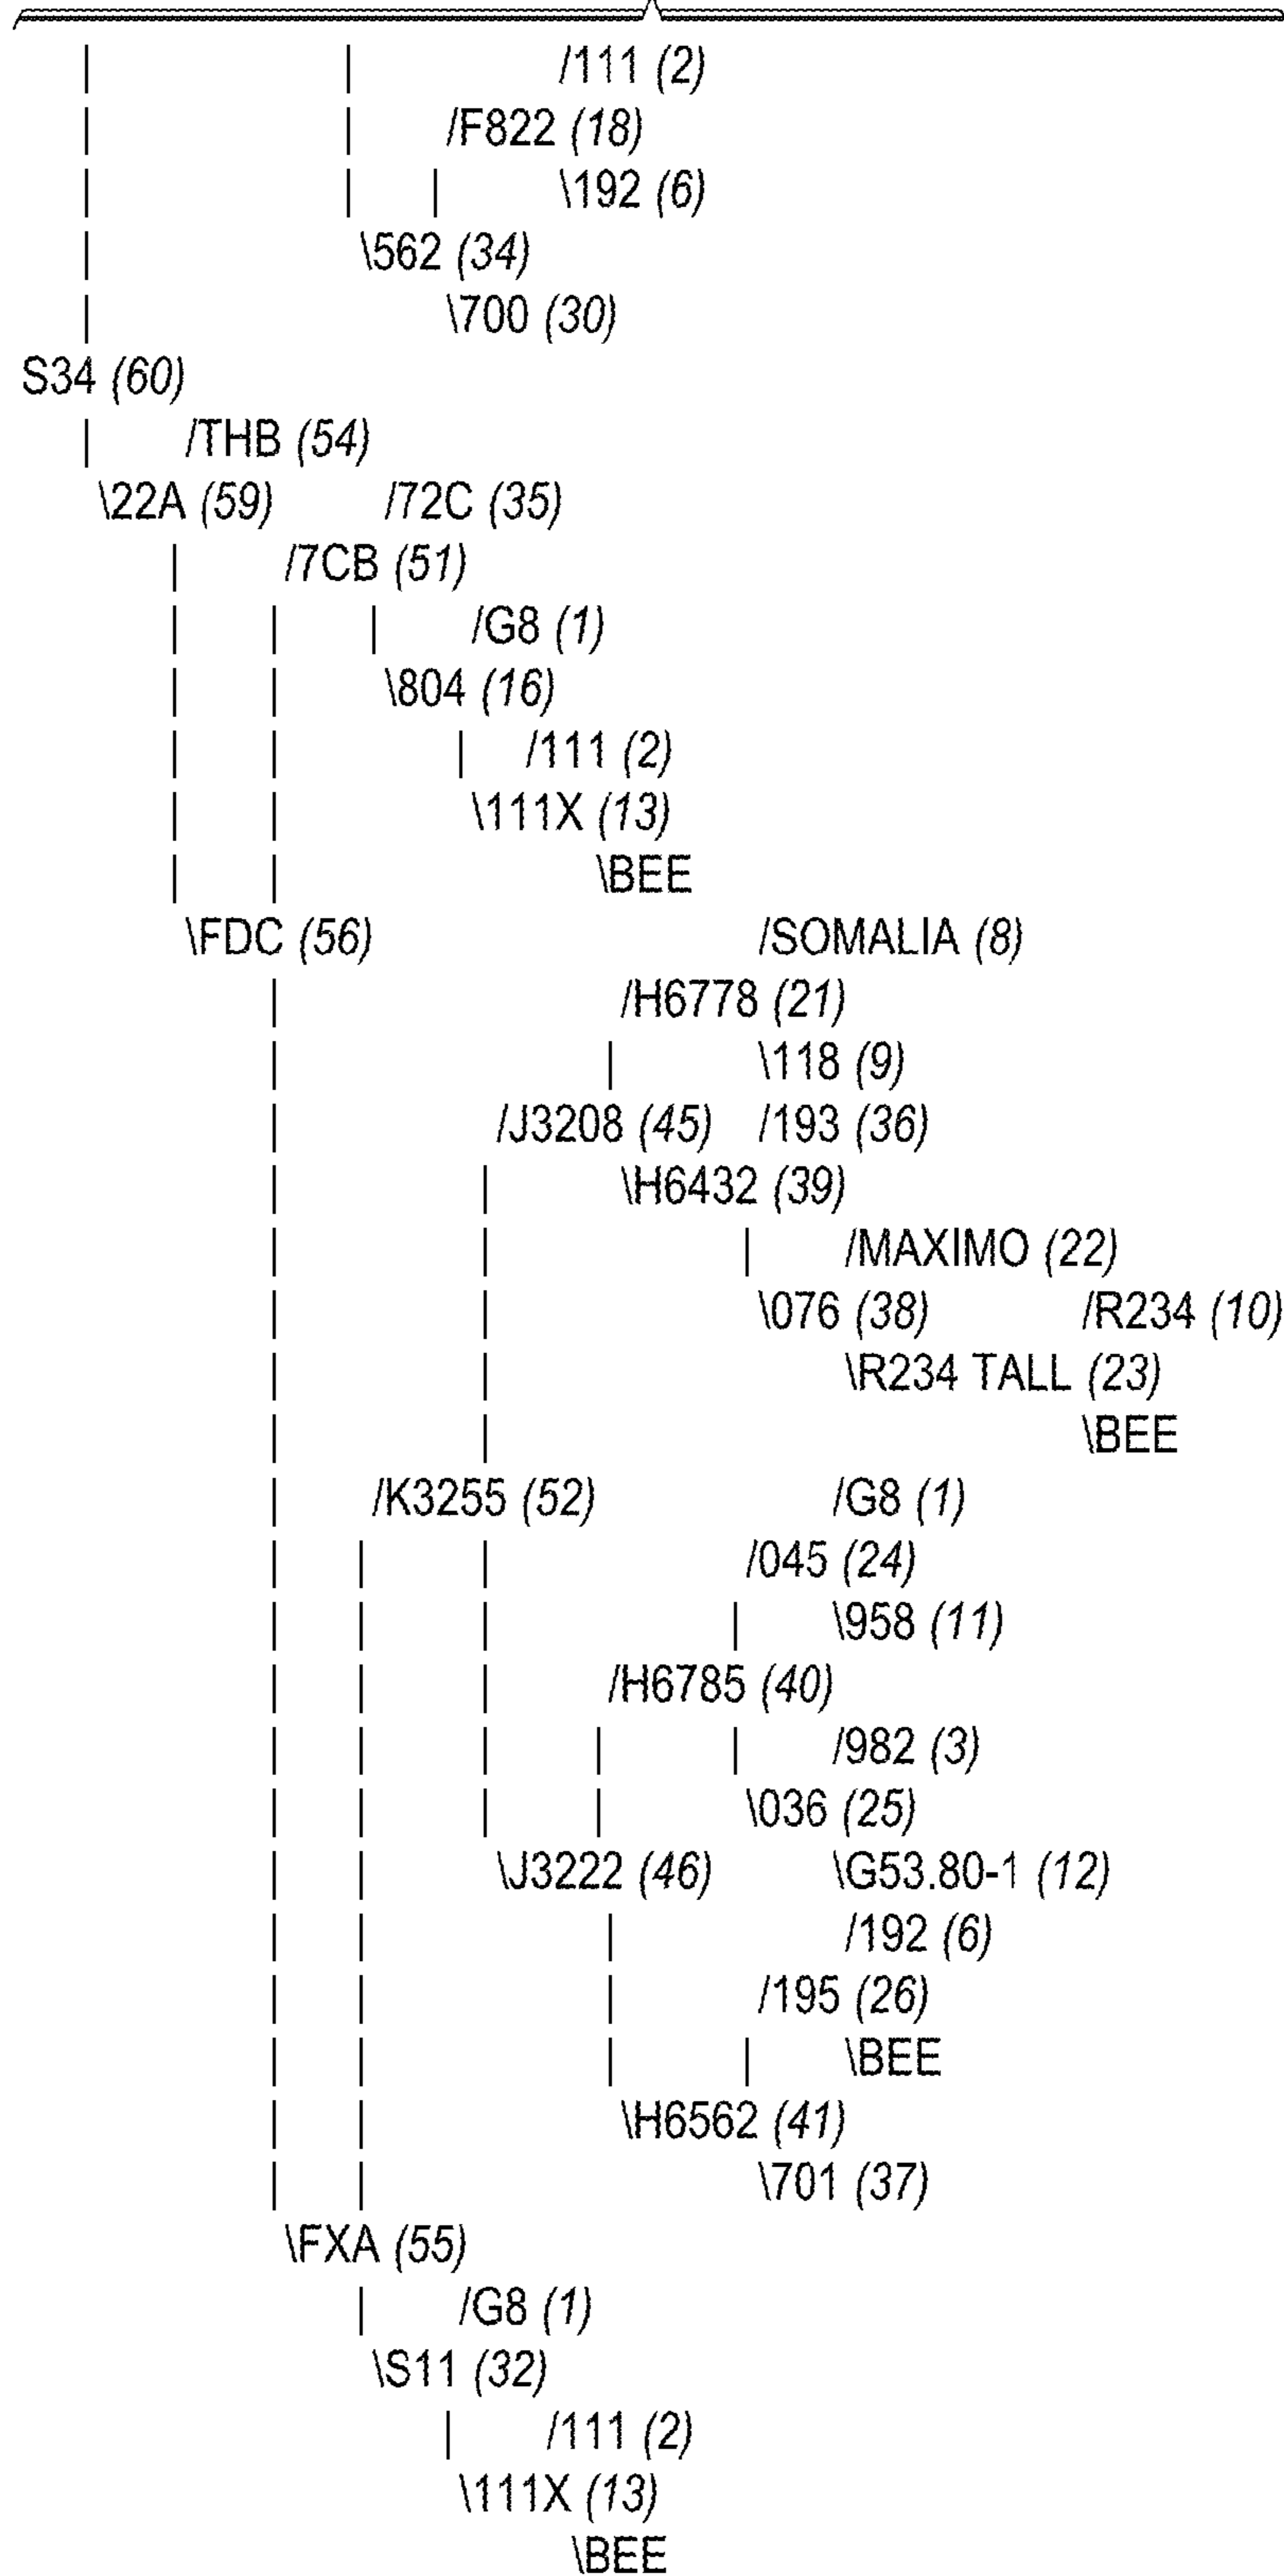 |                  |              /111 (2)
|                  |      /F822 (18)
|                  |     |        \192 (6)
|                   \562 (34)
|                         \700 (30)
S34 (60)
|       /THB (54)
\22A (59)        /72C (35)
|        /7CB (51)
|       |       |       /G8 (1)
|       |        \804 (16)
|       |              |     /111 (2)
|       |               \111X (13)
|       |                        \BEE
\FDC (56)                              /SOMALIA (8)
|                          /H6778 (21)
|                         |          \118 (9)
|                 /J3208 (45)    /193 (36)
|                |          \H6432 (39)
|                |                    |       /MAXIMO (22)
|                |                     \076 (38)            /R234 (10)
|                |                            \R234 TALL (23)
|                |                                              \BEE
|        /K3255 (52)                   /G8 (1)
|       |         |                     /045 (24)
|       |         |                    |       \958 (11)
|       |         |          /H6785 (40)
|       |         |         |          |       /982 (3)
|       |         |         |           \036 (25)
|       |          \J3222 (46)          \G53.80-1 (12)
|       |                   |                  /192 (6)
|       |                   |            /195 (26)
|       |                   |           |       \BEE
|       |                    \H6562 (41)
|       |                                \701 (37)
\FXA (55)
|        /G8 (1)
\S11 (32)
|        /111 (2)
\111X (13)
\BEE